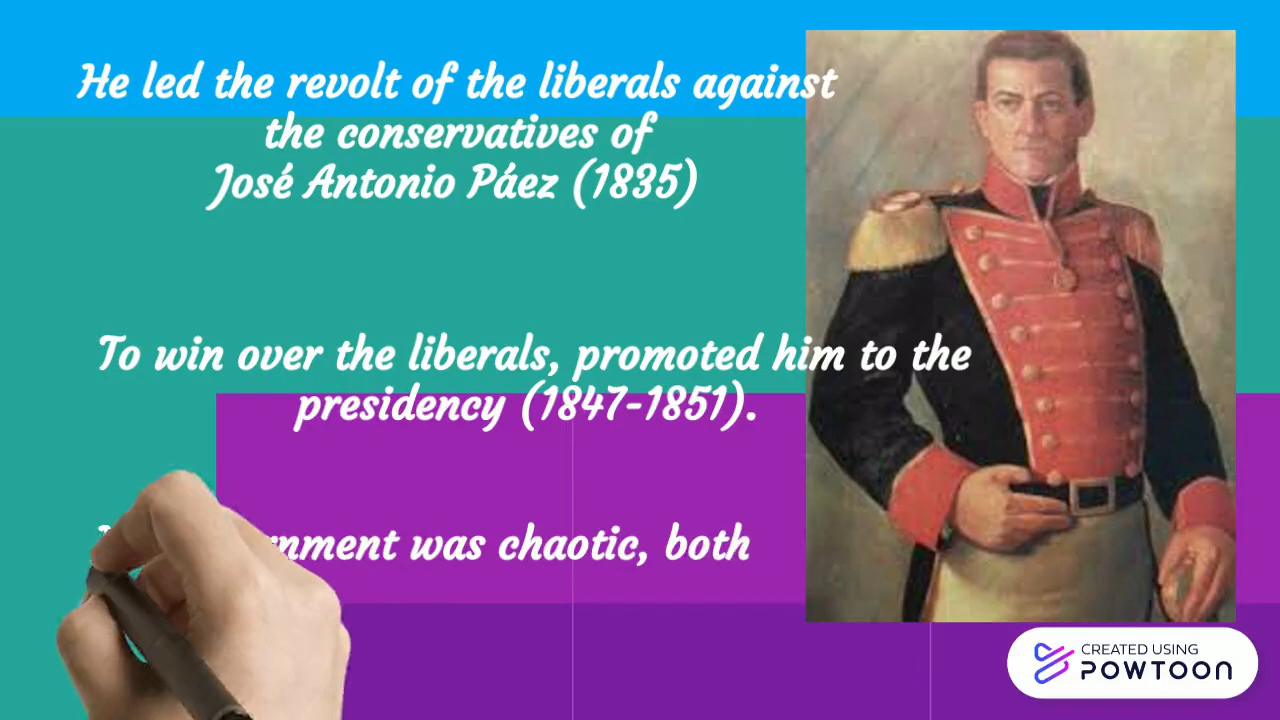 He led the revolt of the liberals against
the conservatives of
José Antonio Páez (1835)
To win over the liberals, promoted him to the
presidency (1847-1851).
was chaotic, both
CREATED USING
POWTOON